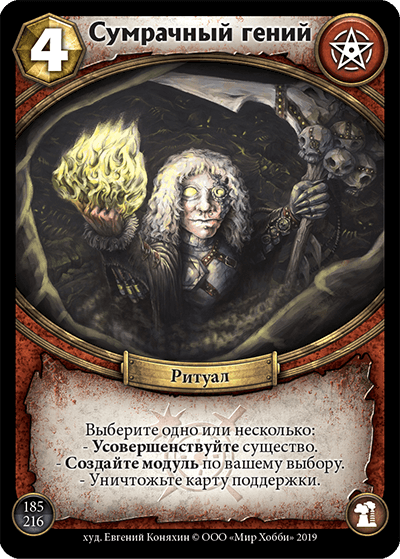 4
Сумрачный гений
Ритуал
Выберите одно или несколько:
- Усовершенствуйте существо.
- Создайте модуль по вашему выбору.
- Уничтожьте карту поддержки.
185
216
худ. Евгений Коняхин © ООО «Мир Хобби» 2019